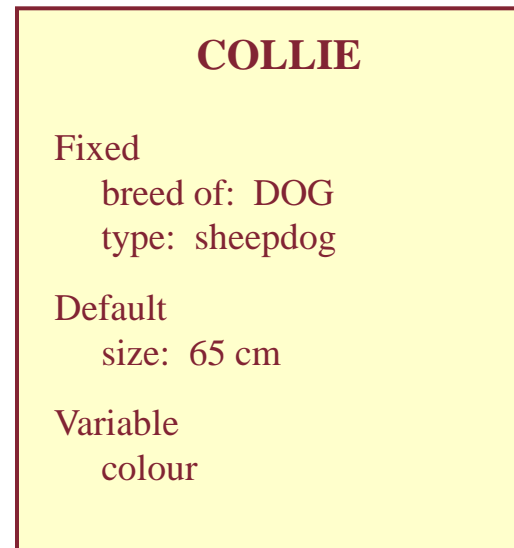 COLLIE
Fixed
breed of: DOG
type: sheepdog
Default
size: 65 cm
Variable
colour